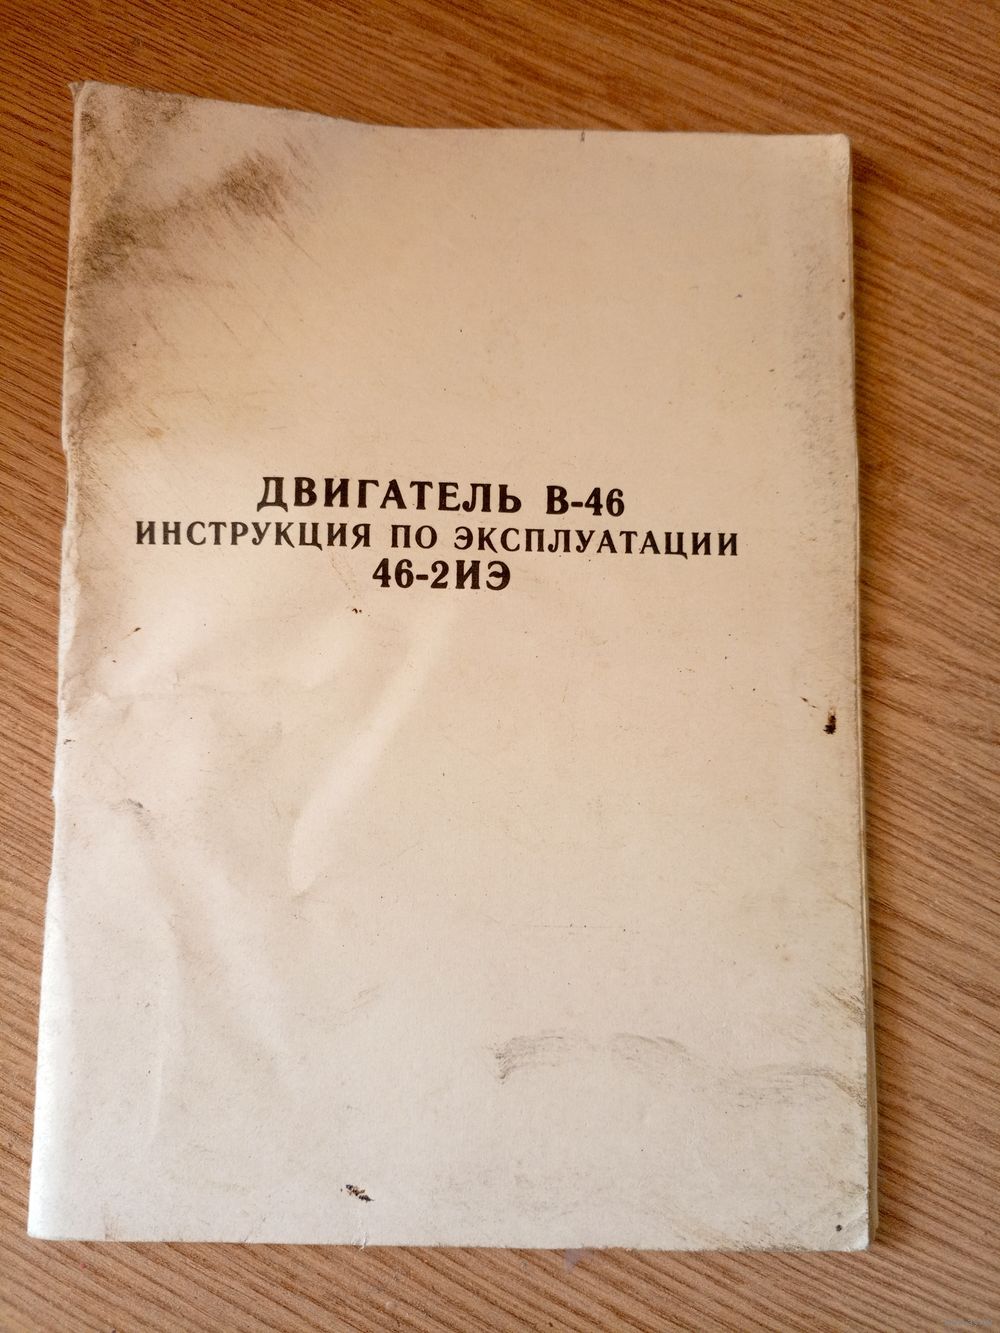 ДВИГАТЕЛЬ В-46
ИНСТРУКЦИЯ ПО ЭКСПЛУАТАЦИИ
46-2ИЭ